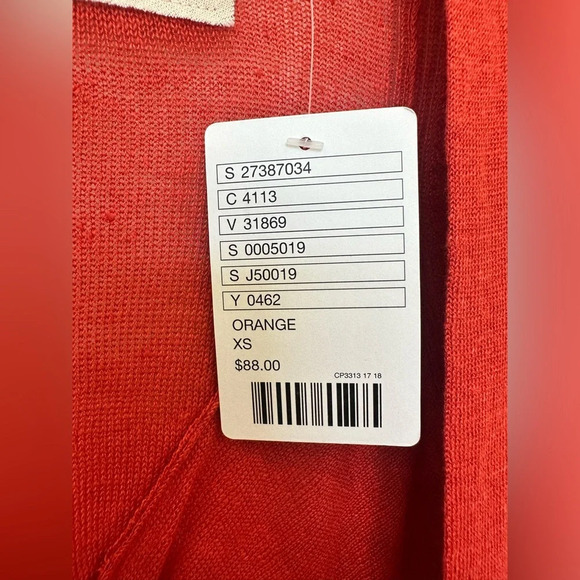 S 27387034
C 4113
V 31869
S 0005019
S J50019
Y 0462
ORANGE
XS
$88.00
CP3313 17 18